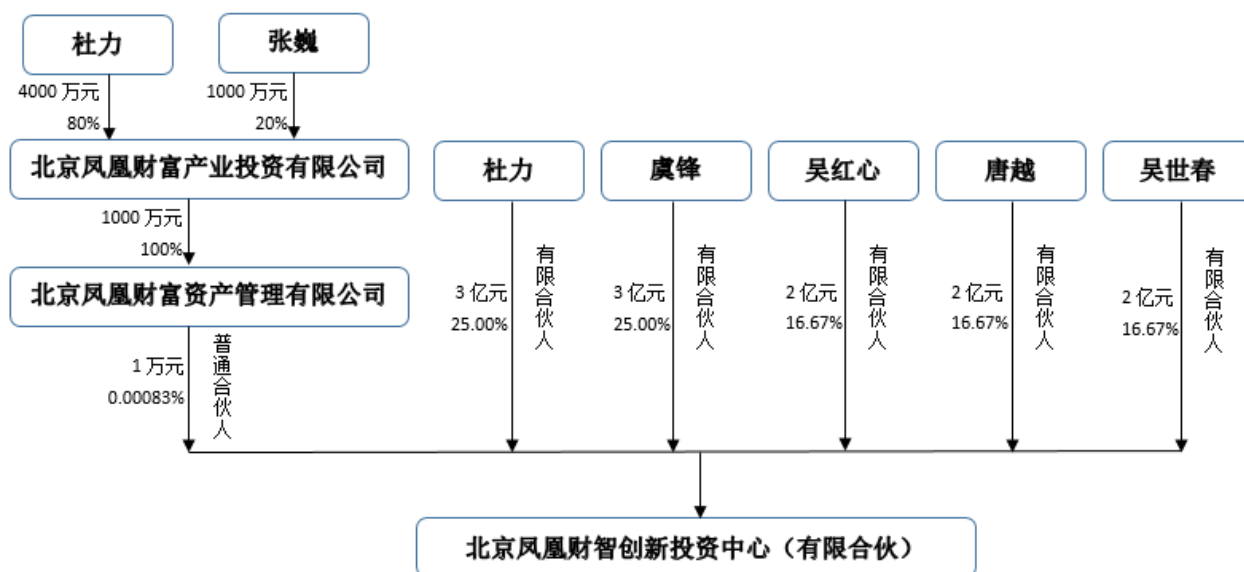 杜力
张巍
4000 万元
80%
1000 万元
20%
北京凤凰财富产业投资有限公司
杜力
虞锋
吴红心
唐越
吴世春
1000 万元
100%
北京凤凰财富资产管理有限公司
1 万元
0.00083%
普通合伙人
3 亿元
25.00%
有限合伙人
3 亿元
25.00%
有限合伙人
2 亿元
16.67%
有限合伙人
2 亿元
16.67%
有限合伙人
2 亿元
16.67%
有限合伙人
北京凤凰财智创新投资中心（有限合伙）